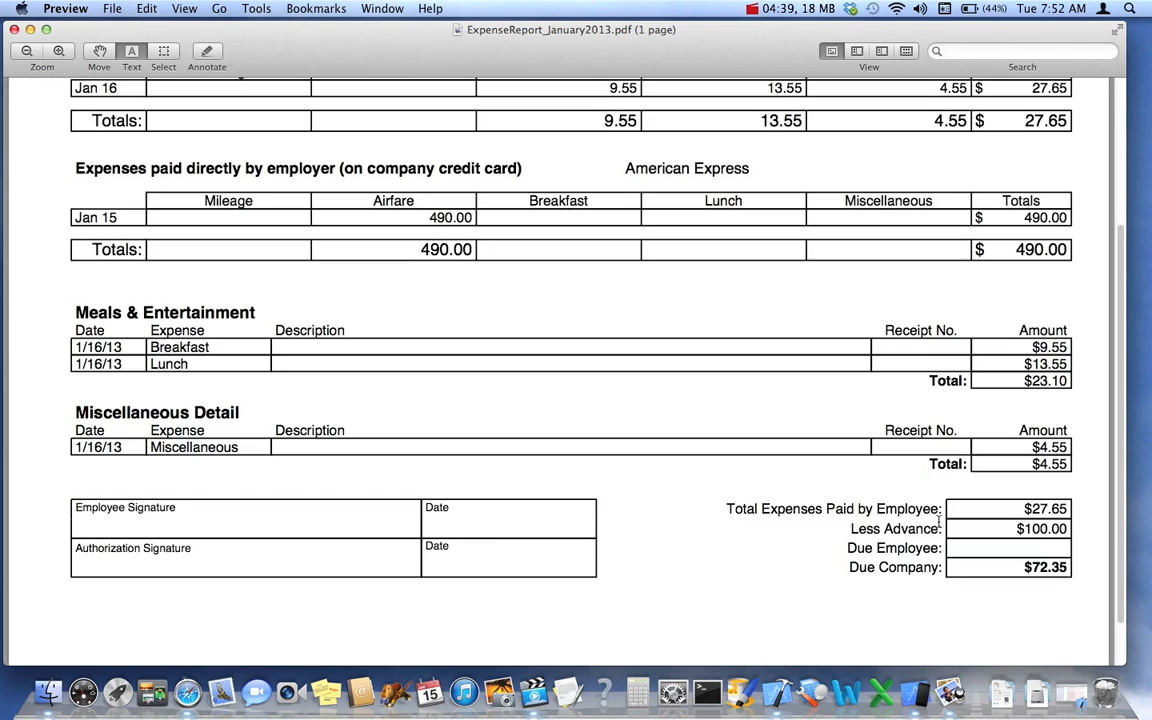 Preview File Edit View Go Tools Bookmarks Window Help 04:39, 18 MB (44%) Tue 7:52 AM
ExpenseReport_January2013.pdf (1 page)
Zoom Move Text Select Annotate View Search
Jan 16 9.55 13.55 4.55 $ 27.65
Totals: 9.55 13.55 4.55 $ 27.65
Expenses paid directly by employer (on company credit card) American Express
Mileage Airfare Breakfast Lunch Miscellaneous Totals
Jan 15 490.00 $ 490.00
Totals: 490.00 $ 490.00
Meals & Entertainment
Date Expense Description Receipt No. Amount
1/16/13 Breakfast $9.55
1/16/13 Lunch $13.55
Total: $23.10
Miscellaneous Detail
Date Expense Description Receipt No. Amount
1/16/13 Miscellaneous $4.55
Total: $4.55
Employee Signature Date
Authorization Signature Date
Total Expenses Paid by Employee: $27.65
Less Advance: $100.00
Due Employee:
Due Company: $72.35